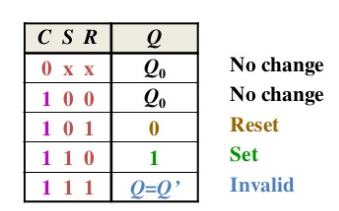 C S R Q
0 x x Q₀ No change
1 0 0 Q₀ No change
1 0 1 0 Reset
1 1 0 1 Set
1 1 1 Q=Q’ Invalid